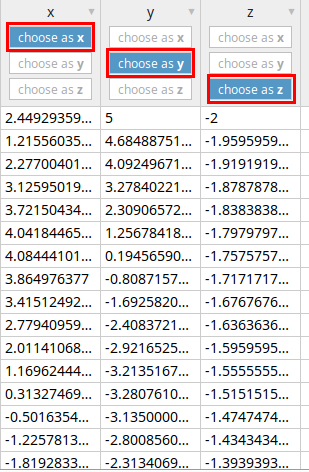 x y z
choose as x choose as x choose as x
choose as y choose as y choose as y
choose as z choose as z choose as z
2.44929359... 5 -2
1.21556035... 4.68488751... -1.9595959...
2.27700401... 4.09249671... -1.9191919...
3.12595019... 3.27840221... -1.8787878...
3.72150434... 2.30906572... -1.8383838...
4.04184465... 1.25678418... -1.7979797...
4.08444101... 0.19456590... -1.7575757...
3.864976377 -0.8087157... -1.7171717...
3.41512492... -1.6925820... -1.6767676...
2.77940959... -2.4083721... -1.6363636...
2.01141068... -2.9216525... -1.5959595...
1.16962444... -3.2135167... -1.5555555...
0.31327469... -3.2807610... -1.5151515...
-0.5016354... -3.1350000... -1.4747474...
-1.2257813... -2.8008560... -1.4343434...
-1.8192833... -2.3134069... -1.3939393...